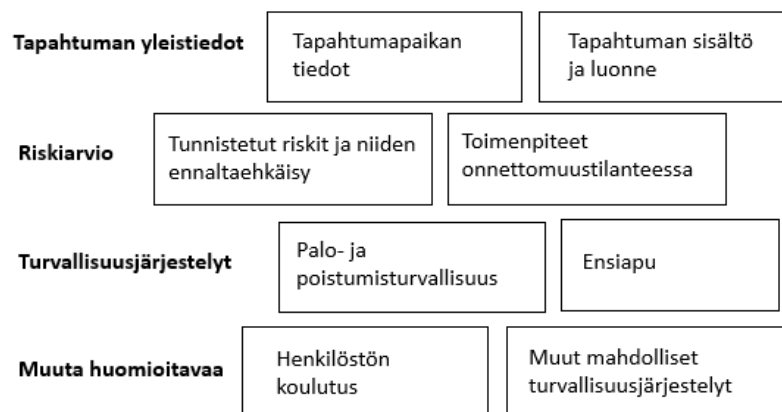 Tapahtuman yleistiedot
Tapahtumapaikan
tiedot
Tapahtuman sisältö
ja luonne
Riskiarvio
Tunnistetut riskit ja niiden
ennaltaehkäisy
Toimenpiteet
onnettomuustilanteessa
Turvallisuusjärjestelyt
Palo- ja
poistumisturvallisuus
Ensiapu
Muuta huomioitavaa
Henkilöstön
koulutus
Muut mahdolliset
turvallisuusjärjestelyt